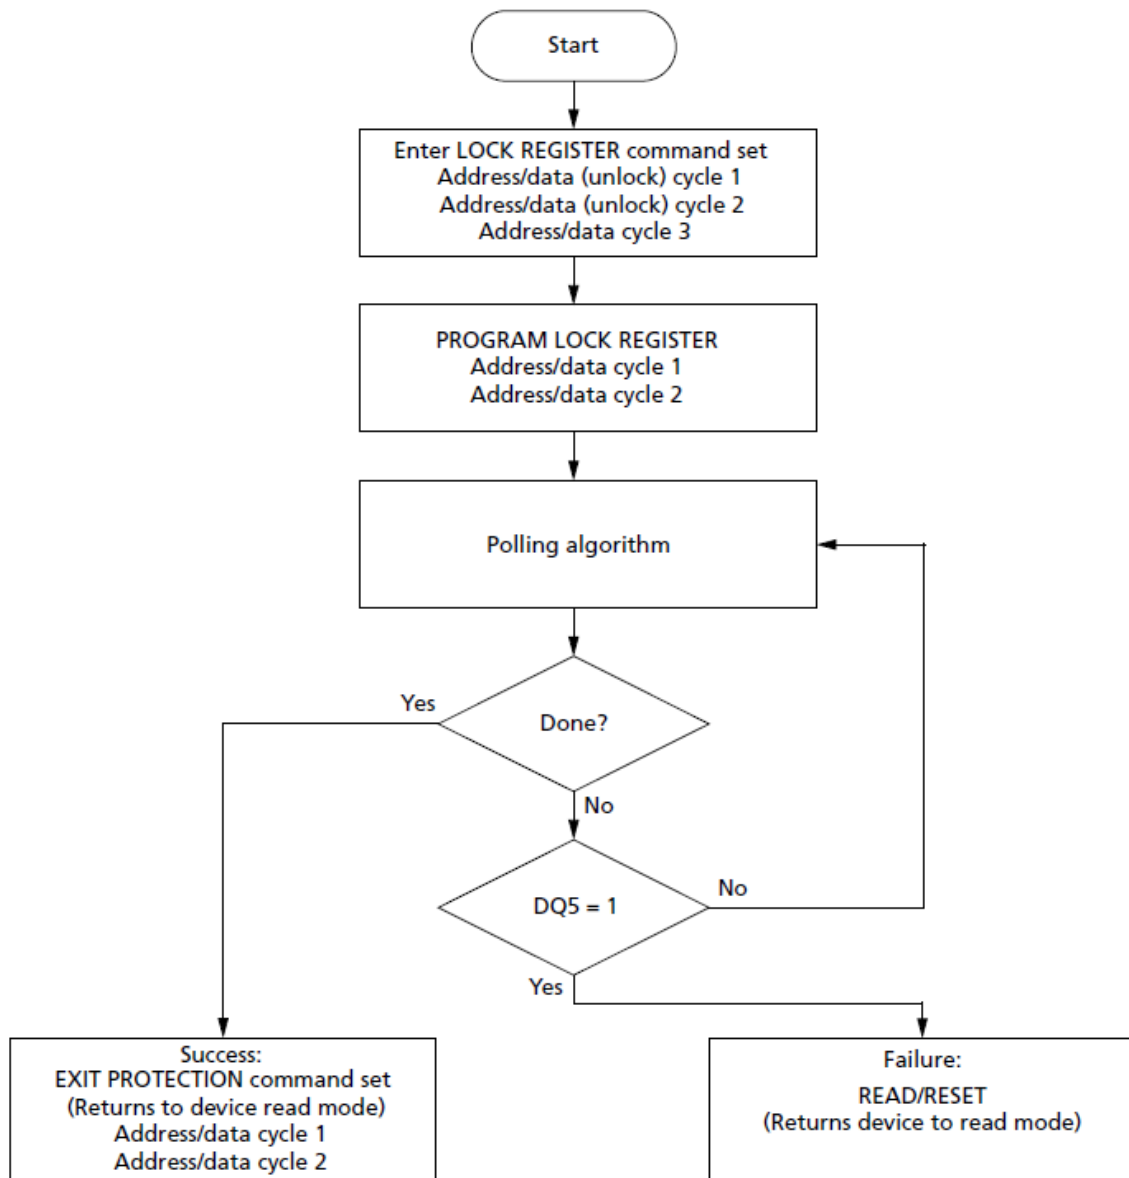 Start
Enter LOCK REGISTER command set
Address/data (unlock) cycle 1
Address/data (unlock) cycle 2
Address/data cycle 3
PROGRAM LOCK REGISTER
Address/data cycle 1
Address/data cycle 2
Polling algorithm
Yes
Done?
No
DQ5 = 1
No
Yes
Success:
EXIT PROTECTION command set
(Returns to device read mode)
Address/data cycle 1
Address/data cycle 2
Failure:
READ/RESET
(Returns device to read mode)